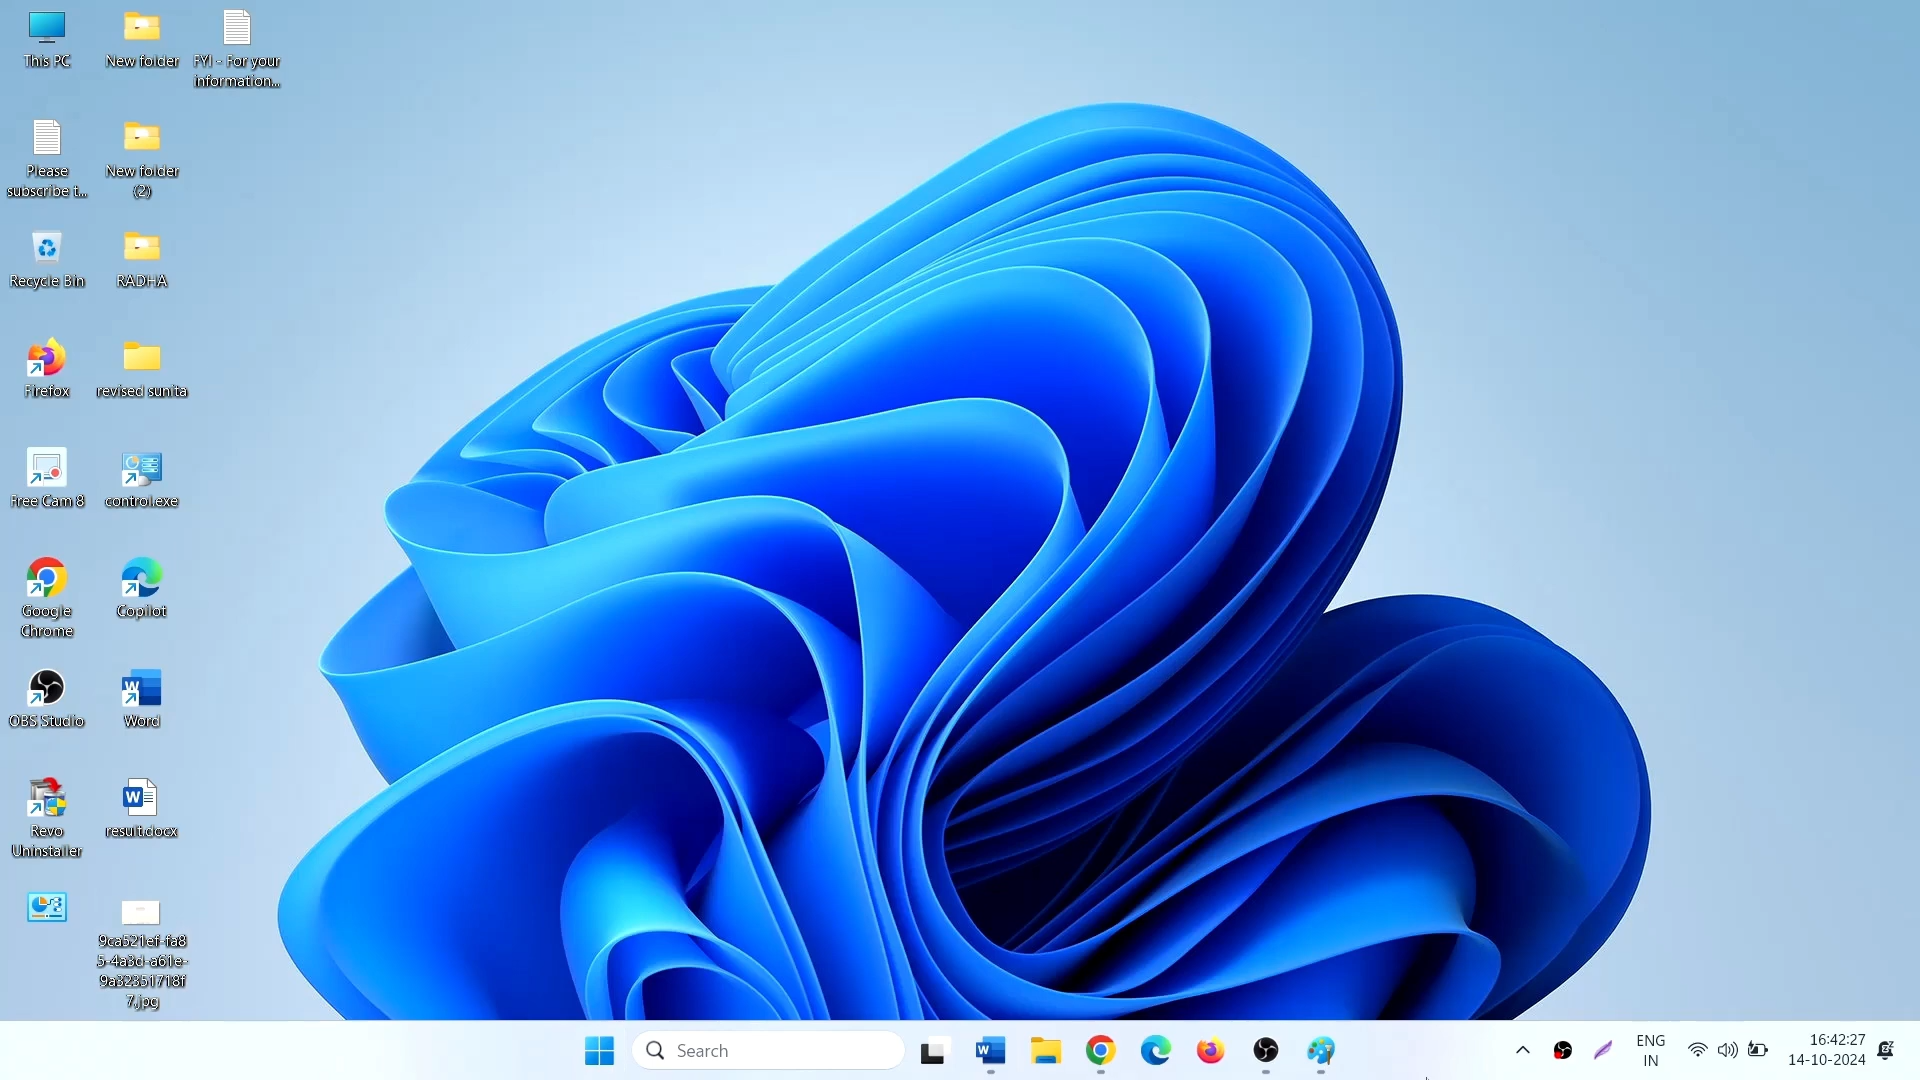 This PC
New folder
FYI - For your
information...
Please
subscribe t...
New folder
(2)
Recycle Bin
RADHA
Firefox
revised sunita
Free Cam 8
control.exe
Google
Chrome
Copilot
OBS Studio
Word
Revo
Uninstaller
result.docx
9ca521ef-fa8
5-4a3d-a61e-
9a32351718f
7.jpg
Search
ENG
IN
16:42:27
14-10-2024